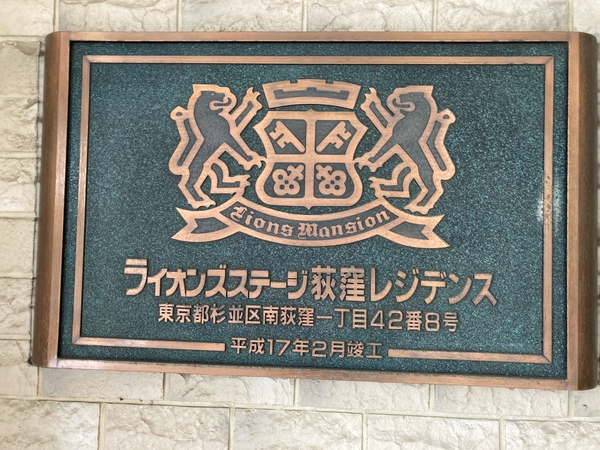 Lions Mansion
ライオンズステージ荻窪レジデンス
東京都杉並区南荻窪一丁目42番8号
平成17年2月竣工